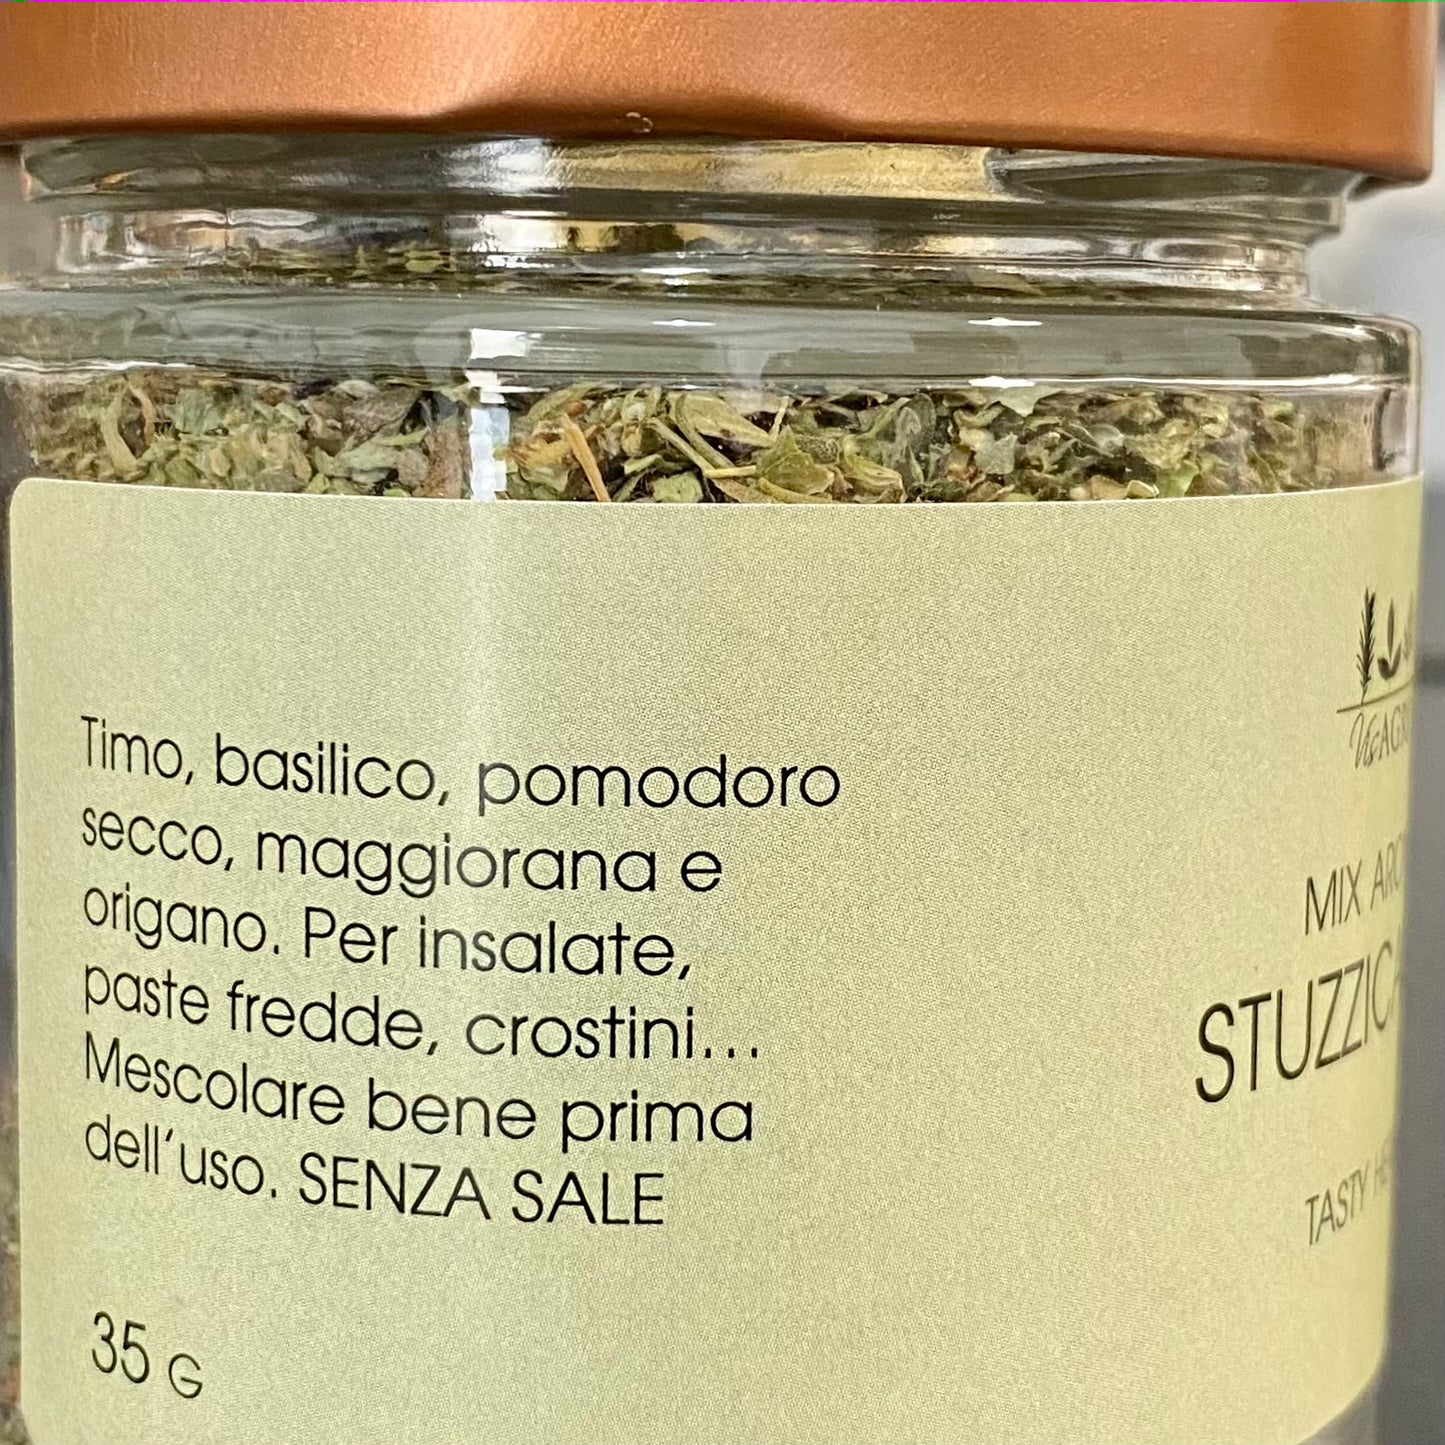 Timo, basilico, pomodoro
secco, maggiorana e
origano. Per insalate,
paste fredde, crostini...
Mescolare bene prima
dell'uso. SENZA SALE
35 G
MIX
TASTY